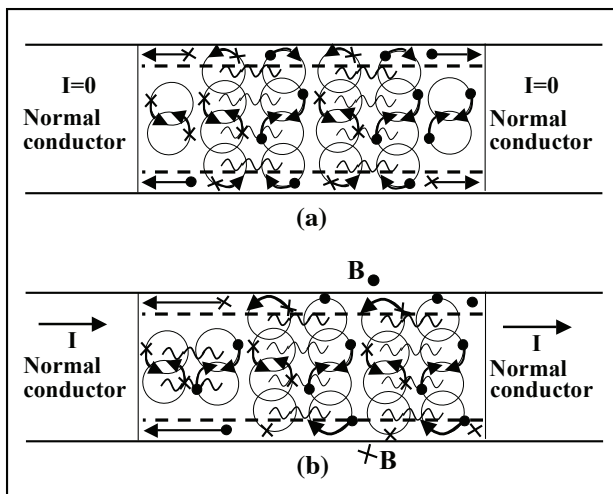 I=0
Normal
conductor
I=0
Normal
conductor
(a)
B
I
Normal
conductor
I
Normal
conductor
B
(b)